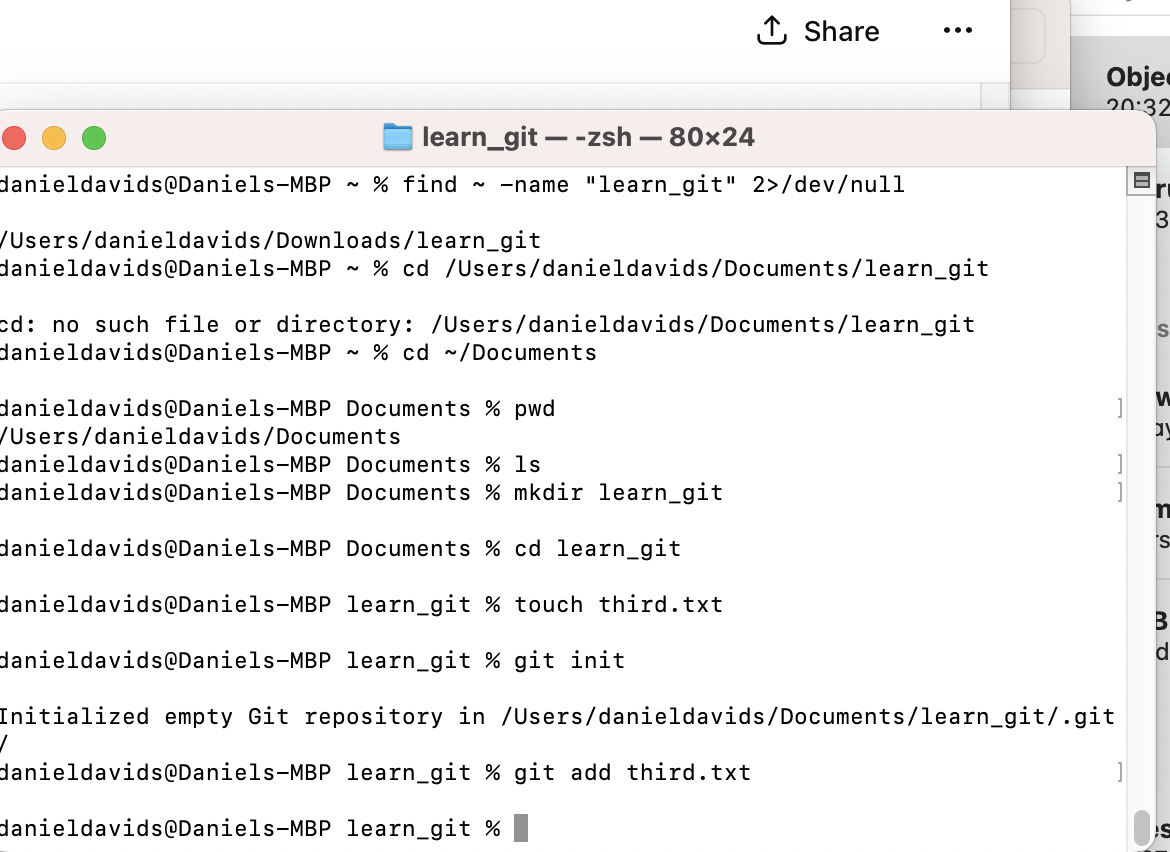 Share
Objec
20:32
learn_git — -zsh — 80×24
danieldavids@Daniels-MBP ~ % find ~ -name "learn_git" 2>/dev/null
/Users/danieldavids/Downloads/learn_git
danieldavids@Daniels-MBP ~ % cd /Users/danieldavids/Documents/learn_git
cd: no such file or directory: /Users/danieldavids/Documents/learn_git
danieldavids@Daniels-MBP ~ % cd ~/Documents
danieldavids@Daniels-MBP Documents % pwd
/Users/danieldavids/Documents
danieldavids@Daniels-MBP Documents % ls
danieldavids@Daniels-MBP Documents % mkdir learn_git
danieldavids@Daniels-MBP Documents % cd learn_git
danieldavids@Daniels-MBP learn_git % touch third.txt
danieldavids@Daniels-MBP learn_git % git init
Initialized empty Git repository in /Users/danieldavids/Documents/learn_git/.git
/
danieldavids@Daniels-MBP learn_git % git add third.txt
danieldavids@Daniels-MBP learn_git %